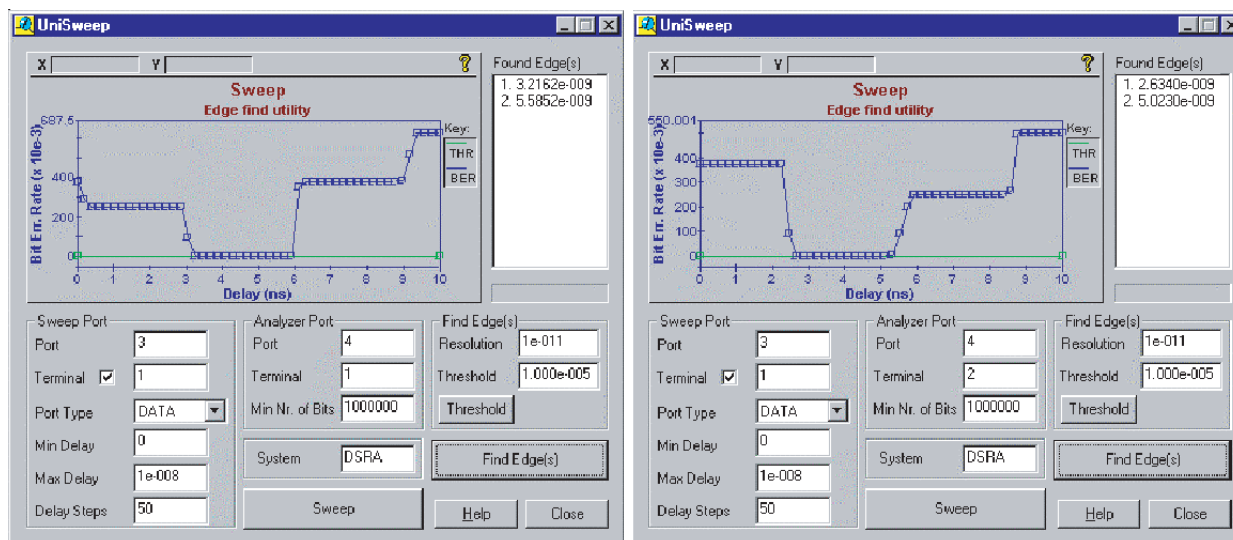 UniSweep
X
Y
?
Sweep
Edge find utility
687.5
400
200
0
Bit Err. Rate (x 10e-3)
0 1 2 3 4 5 6 7 8 9 10
Delay (ns)
Key:
THR
BER
Found Edge(s)
1. 3.2162e-009
2. 5.5852e-009
Sweep Port
Port 3
Terminal 1
Port Type DATA
Min Delay 0
Max Delay 1e-008
Delay Steps 50
Analyzer Port
Port 4
Terminal 1
Min Nr. of Bits 1000000
System DSRA
Sweep
Find Edge(s)
Resolution 1e-011
Threshold 1.000e-005
Threshold
Find Edge(s)
Help
Close
UniSweep
X
Y
?
Sweep
Edge find utility
550.001
400
300
200
100
0
Bit Err. Rate (x 10e-3)
0 1 2 3 4 5 6 7 8 9 10
Delay (ns)
Key:
THR
BER
Found Edge(s)
1. 2.6340e-009
2. 5.0230e-009
Sweep Port
Port 3
Terminal 1
Port Type DATA
Min Delay 0
Max Delay 1e-008
Delay Steps 50
Analyzer Port
Port 4
Terminal 2
Min Nr. of Bits 1000000
System DSRA
Sweep
Find Edge(s)
Resolution 1e-011
Threshold 1.000e-005
Threshold
Find Edge(s)
Help
Close